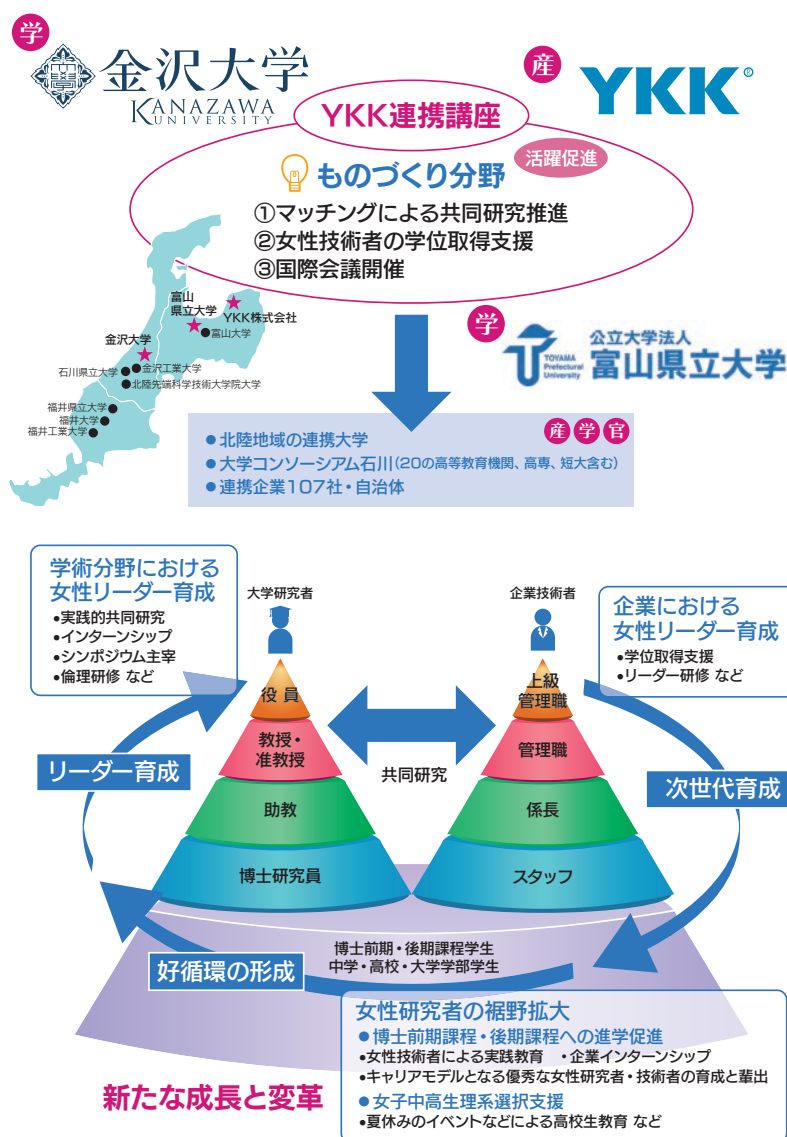 学
金沢大学
KANAZAWA
UNIVERSITY
産
YKK®
YKK連携講座
活躍促進
ものづくり分野
①マッチングによる共同研究推進
②女性技術者の学位取得支援
③国際会議開催
富山
県立大学
YKK株式会社
富山大学
金沢大学
石川県立大学
金沢工業大学
北陸先端科学技術大学院大学
福井県立大学
福井大学
福井工業大学
学
TOYAMA
Prefectural
University
公立大学法人
富山県立大学
産学官
●北陸地域の連携大学
●大学コンソーシアム石川(20の高等教育機関、高専、短大含む)
●連携企業107社・自治体
学術分野における
女性リーダー育成
•実践的共同研究
•インターンシップ
•シンポジウム主宰
•倫理研修 など
大学研究者
企業技術者
企業における
女性リーダー育成
•学位取得支援
•リーダー研修 など
役 員
教授・
准教授
助教
博士研究員
共同研究
上級
管理職
管理職
係長
スタッフ
リーダー育成
次世代育成
博士前期・後期課程学生
中学・高校・大学学部学生
好循環の形成
女性研究者の裾野拡大
●博士前期課程・後期課程への進学促進
•女性技術者による実践教育 •企業インターンシップ
•キャリアモデルとなる優秀な女性研究者・技術者の育成と輩出
●女子中高生理系選択支援
•夏休みのイベントなどによる高校生教育 など
新たな成長と変革